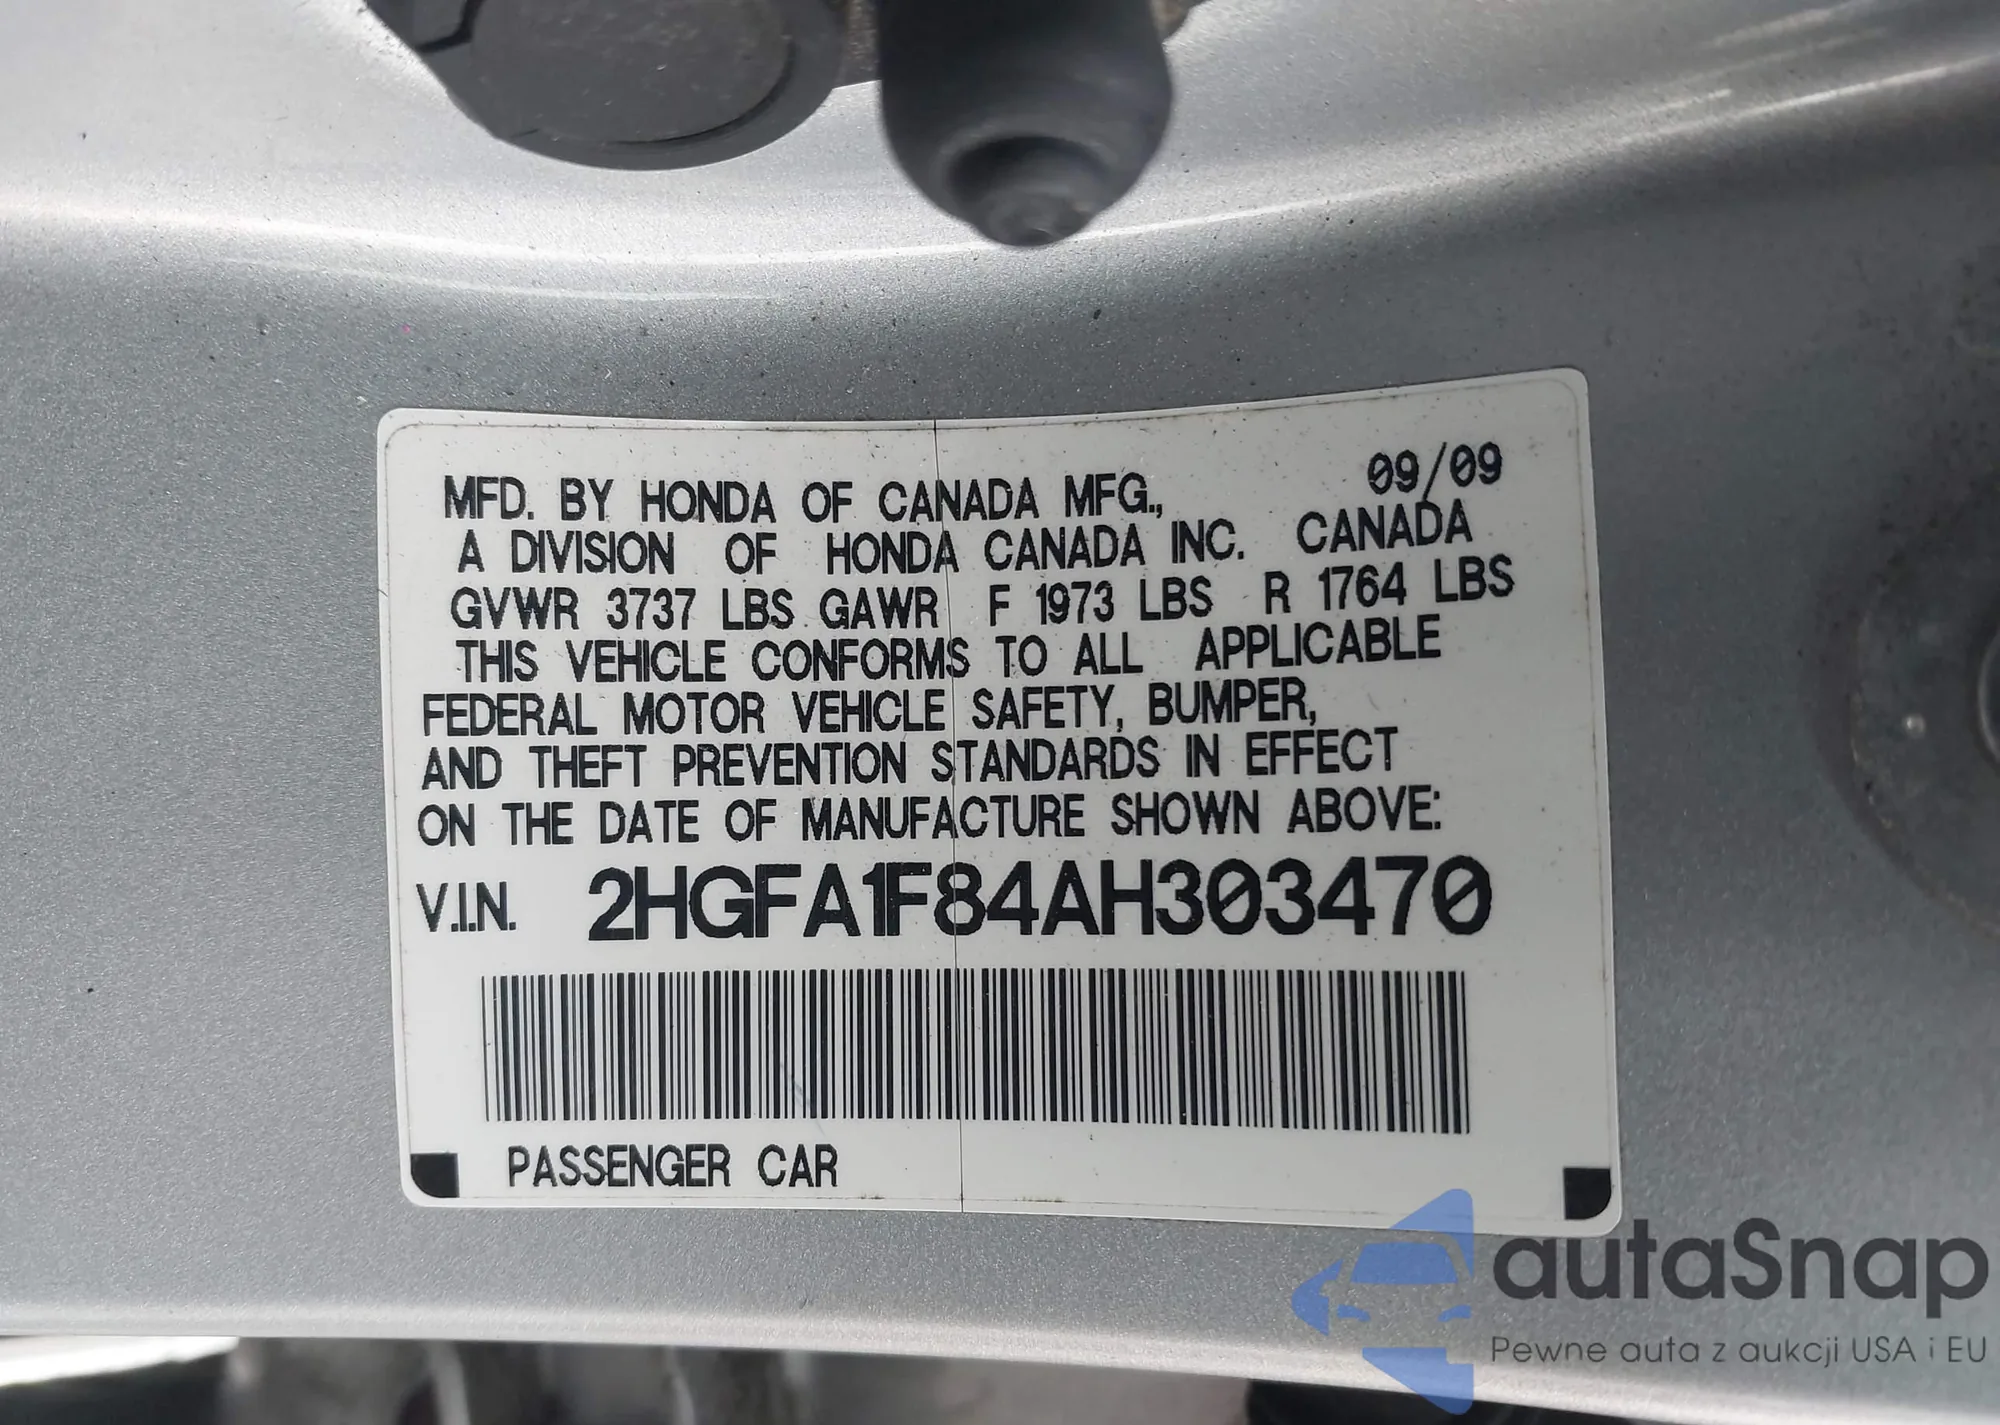 MFD. BY HONDA OF CANADA MFG., 09/09
A DIVISION OF HONDA CANADA INC. CANADA
GVWR 3737 LBS GAWR F 1973 LBS R 1764 LBS
THIS VEHICLE CONFORMS TO ALL APPLICABLE
FEDERAL MOTOR VEHICLE SAFETY, BUMPER,
AND THEFT PREVENTION STANDARDS IN EFFECT
ON THE DATE OF MANUFACTURE SHOWN ABOVE:
V.I.N. 2HGFA1F84AH303470
PASSENGER CAR
autaSnap
Pewne auta z aukcji USA i EU